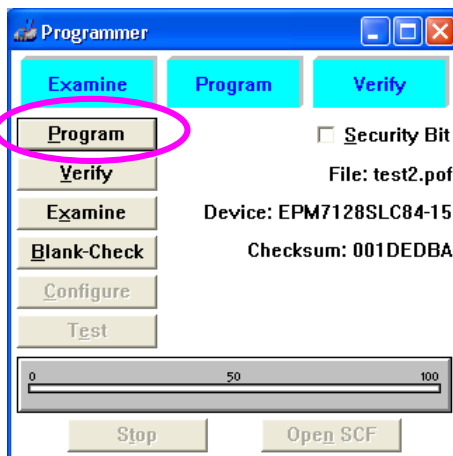 Programmer
Examine Program Verify
Program
Security Bit
Verify
File: test2.pof
Examine
Device: EPM7128SLC84-15
Blank-Check
Checksum: 001DEDBA
Configure
Test
0 50 100
Stop Open SCF